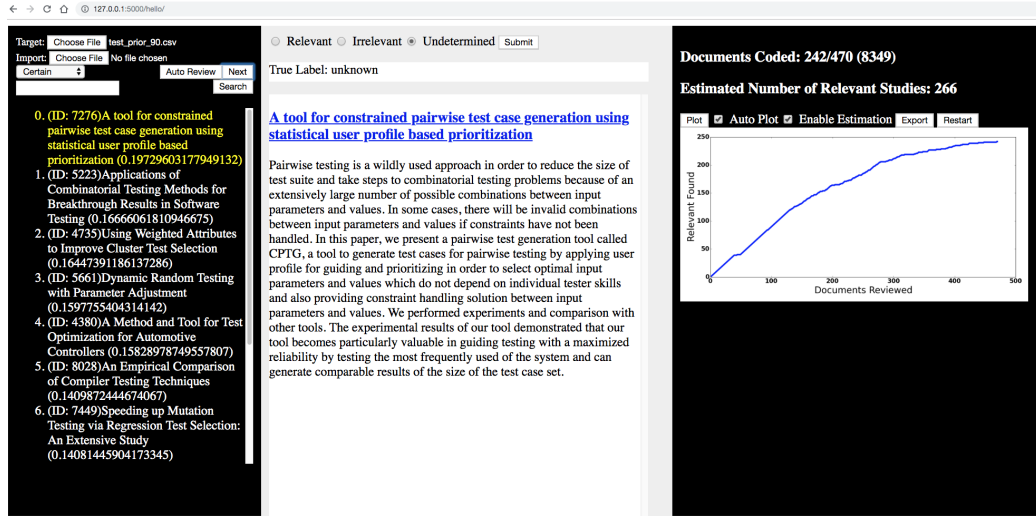 127.0.0.1:5000/hello/
Target: Choose File test_prior_90.csv
Import: Choose File No file chosen
Certain Auto Review Next
Search
0. (ID: 7276)A tool for constrained
pairwise test case generation using
statistical user profile based
prioritization (0.19729603177949132)
1. (ID: 5223)Applications of
Combinatorial Testing Methods for
Breakthrough Results in Software
Testing (0.16666061810946675)
2. (ID: 4735)Using Weighted Attributes
to Improve Cluster Test Selection
(0.16447391186137286)
3. (ID: 5661)Dynamic Random Testing
with Parameter Adjustment
(0.1597755404314142)
4. (ID: 4380)A Method and Tool for Test
Optimization for Automotive
Controllers (0.15828978749557807)
5. (ID: 8028)An Empirical Comparison
of Compiler Testing Techniques
(0.1409872444674067)
6. (ID: 7449)Speeding up Mutation
Testing via Regression Test Selection:
An Extensive Study
(0.14081445904173345)
Relevant Irrelevant Undetermined Submit
True Label: unknown
A tool for constrained pairwise test case generation using
statistical user profile based prioritization
Pairwise testing is a wildly used approach in order to reduce the size of
test suite and take steps to combinatorial testing problems because of an
extensively large number of possible combinations between input
parameters and values. In some cases, there will be invalid combinations
between input parameters and values if constraints have not been
handled. In this paper, we present a pairwise test generation tool called
CPTG, a tool to generate test cases for pairwise testing by applying user
profile for guiding and prioritizing in order to select optimal input
parameters and values which do not depend on individual tester skills
and also providing constraint handling solution between input
parameters and values. We performed experiments and comparison with
other tools. The experimental results of our tool demonstrated that our
tool becomes particularly valuable in guiding testing with a maximized
reliability by testing the most frequently used of the system and can
generate comparable results of the size of the test case set.
Documents Coded: 242/470 (8349)
Estimated Number of Relevant Studies: 266
Plot Auto Plot Enable Estimation Export Restart
250
200
150
100
50
0
Relevant Found
0 100 200 300 400 500
Documents Reviewed